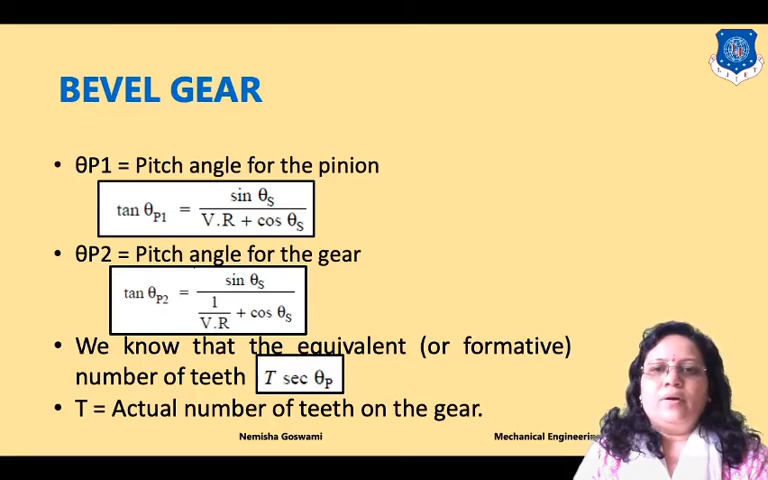 BEVEL GEAR
• θP1 = Pitch angle for the pinion
tan θP1 = sin θS / V.R + cos θS
• θP2 = Pitch angle for the gear
tan θP2 = sin θS / 1/V.R + cos θS
• We know that the equivalent (or formative)
number of teeth T sec θP
• T = Actual number of teeth on the gear.
Nemisha Goswami Mechanical Engineerin